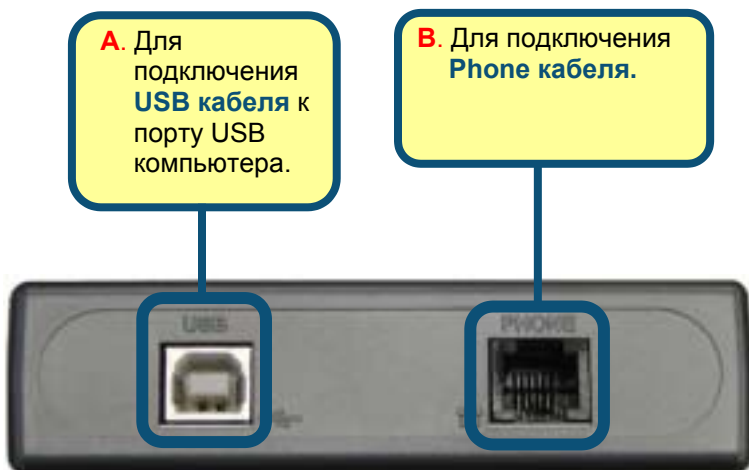 A. Для
подключения
USB кабеля к
порту USB
компьютера.
B. Для подключения
Phone кабеля.
USB
PHONE